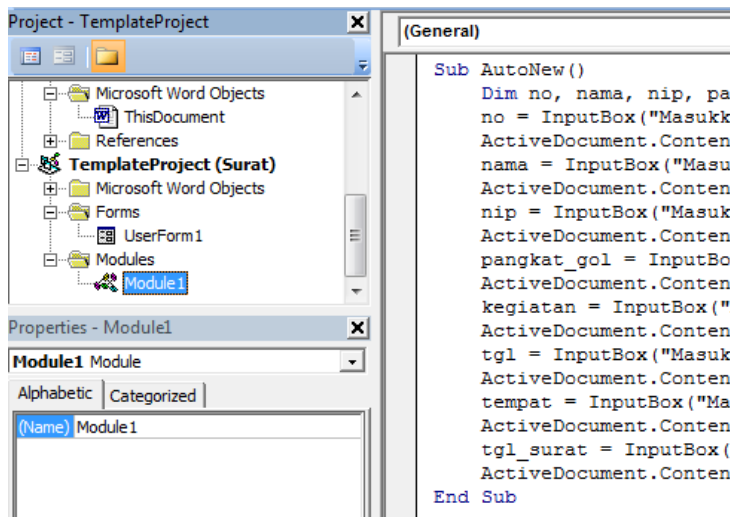 Project - TemplateProject
Microsoft Word Objects
ThisDocument
References
TemplateProject (Surat)
Microsoft Word Objects
Forms
UserForm1
Modules
Module1
Properties - Module1
Module1 Module
Alphabetic Categorized
(Name) Module1
(General)
Sub AutoNew()
Dim no, nama, nip, pa
no = InputBox("Masukk
ActiveDocument.Conten
nama = InputBox("Masu
ActiveDocument.Conten
nip = InputBox("Masuk
ActiveDocument.Conten
pangkat_gol = InputBo
ActiveDocument.Conten
kegiatan = InputBox("
ActiveDocument.Conten
tgl = InputBox("Masuk
ActiveDocument.Conten
tempat = InputBox("Ma
ActiveDocument.Conten
tgl_surat = InputBox(
ActiveDocument.Conten
End Sub